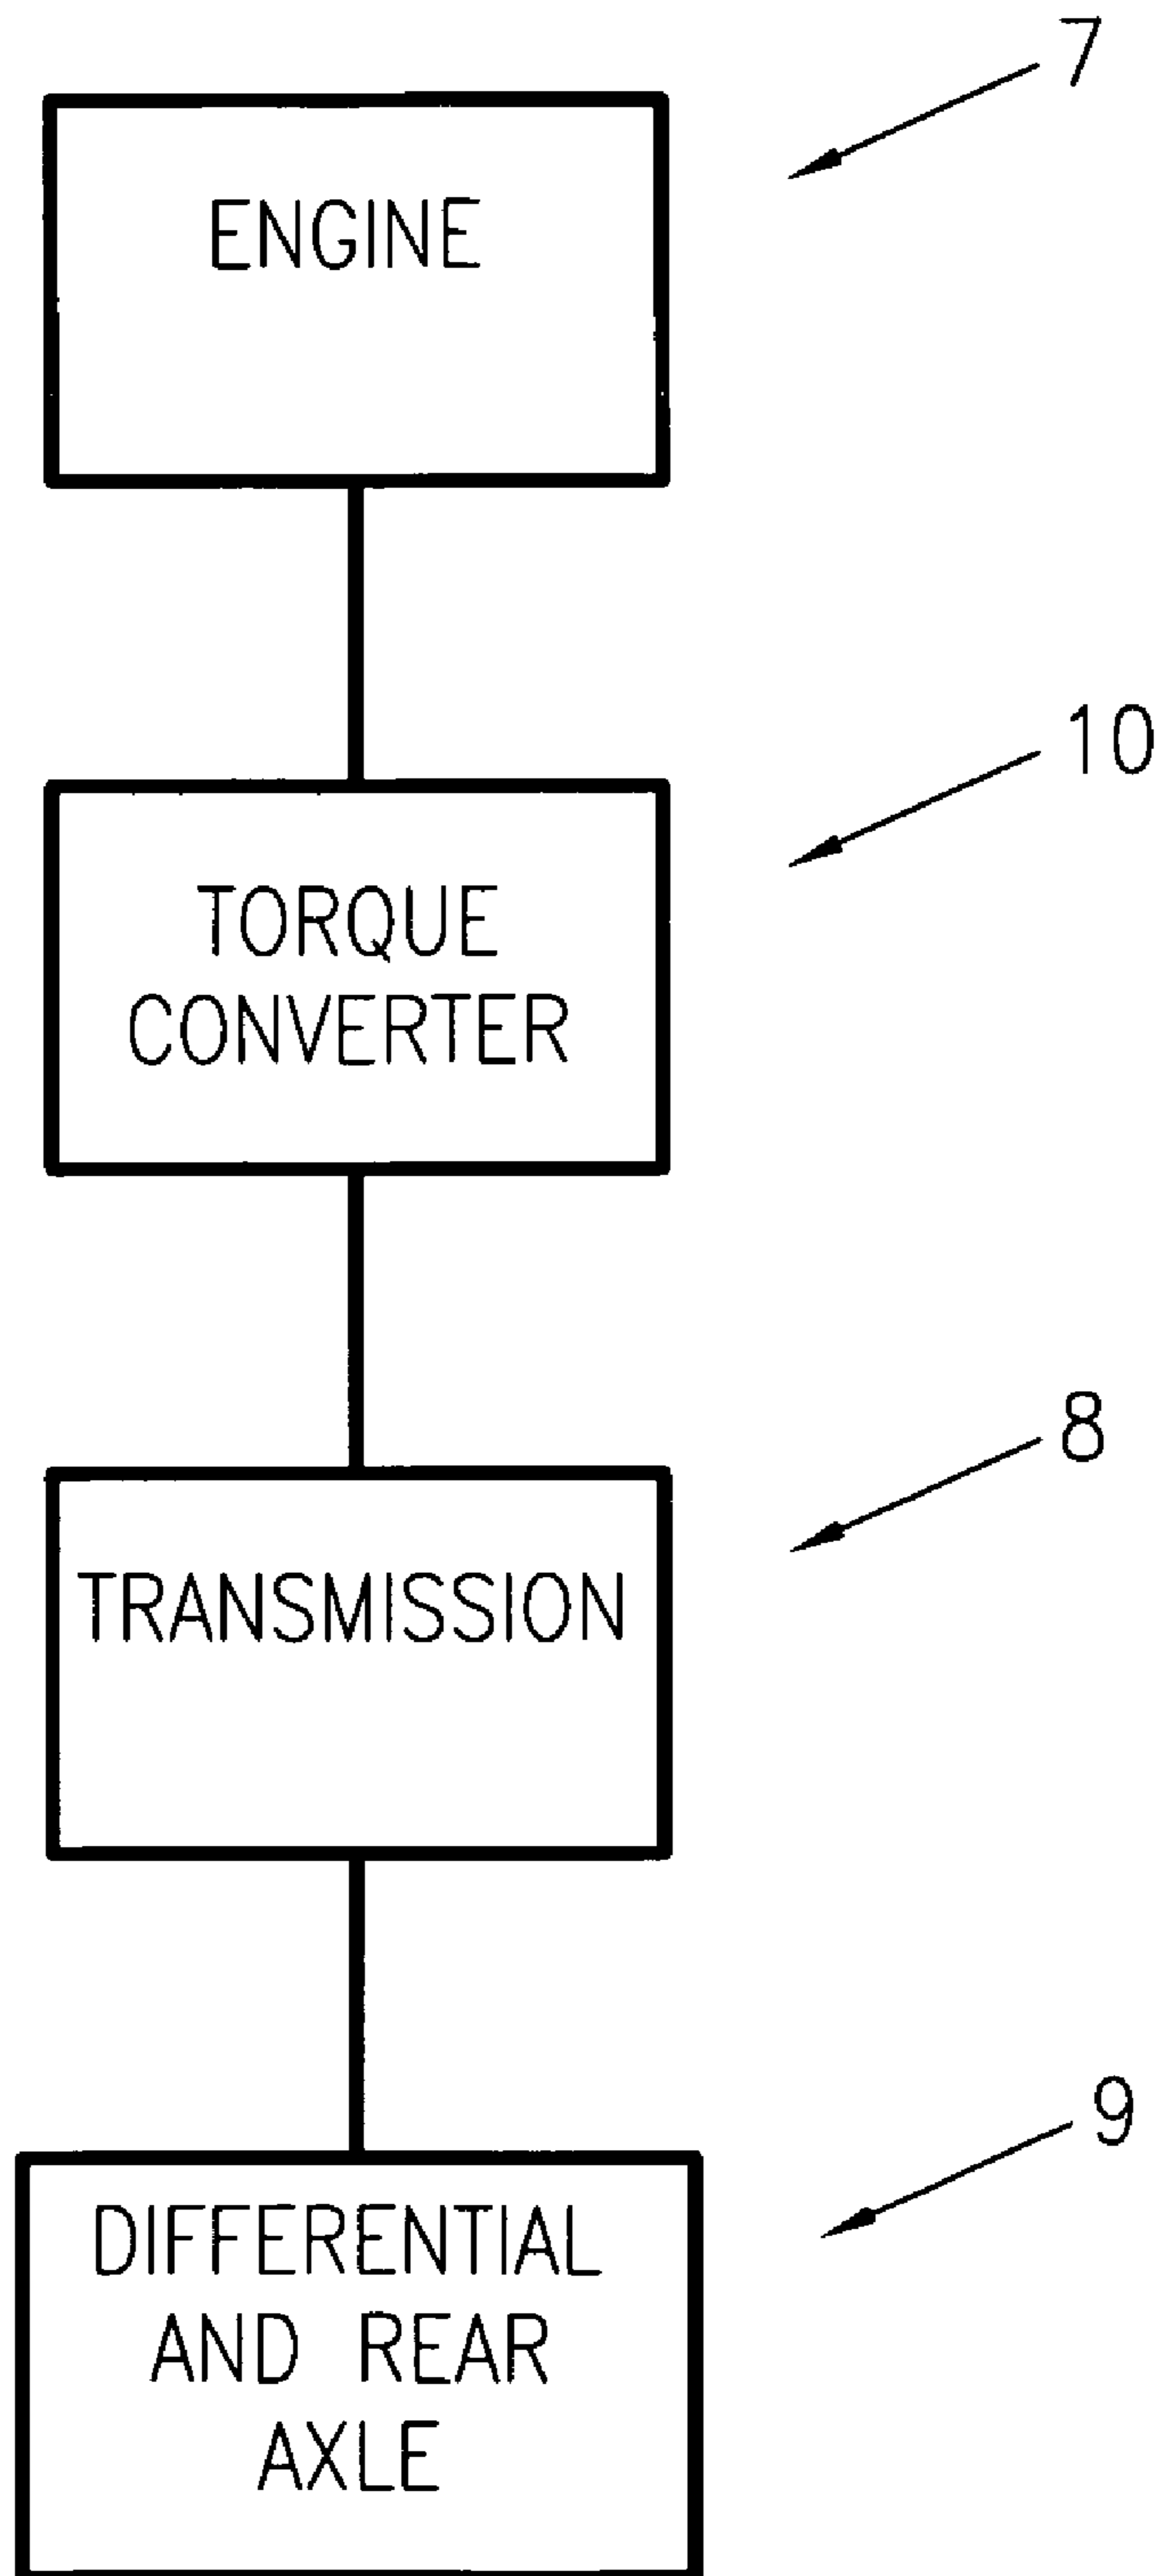 7
ENGINE
10
TORQUE
CONVERTER
8
TRANSMISSION
9
DIFFERENTIAL
AND REAR
AXLE